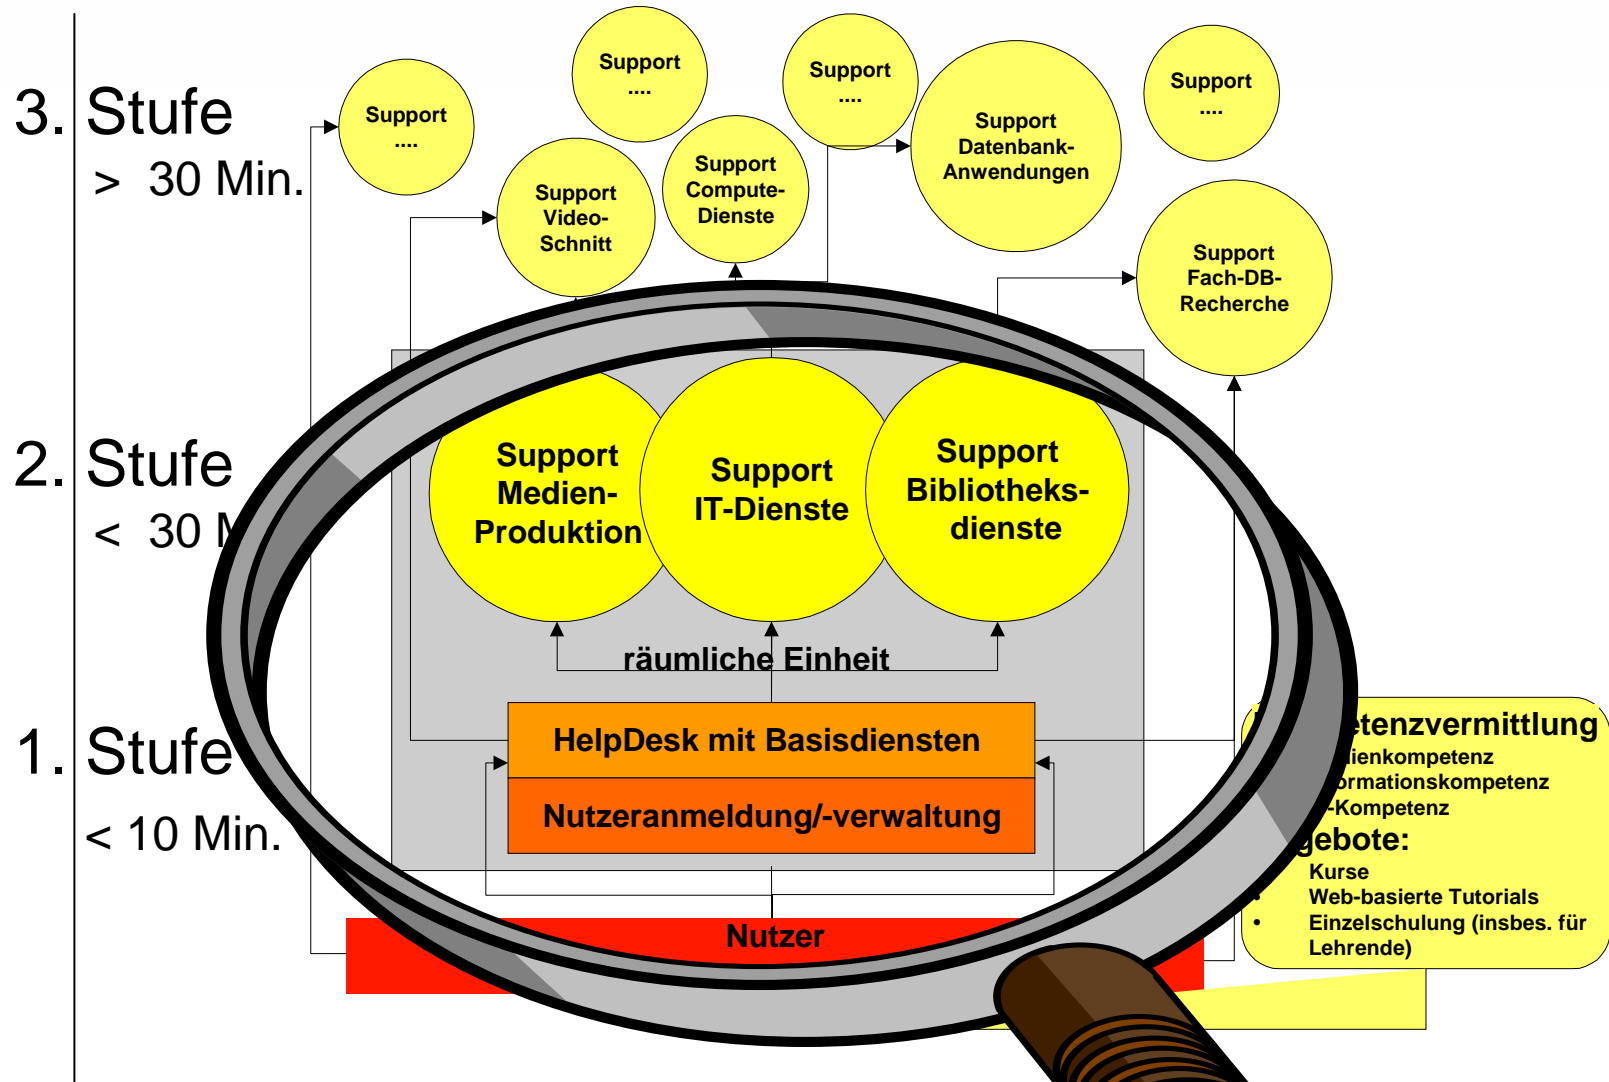 Support
....
Support
....
Support
....
Support
....
3. Stufe
> 30 Min.
Support
Datenbank-
Anwendungen
Support
Compute-
Dienste
Support
Video-
Schnitt
Support
Fach-DB-
Recherche
2. Stufe
< 30
Support
Medien-
Produktion
Support
IT-Dienste
Support
Bibliotheks-
dienste
räumliche Einheit
1. Stufe
< 10 Min.
HelpDesk mit Basisdiensten
Nutzeranmeldung/-verwaltung
Nutzer
etenzvermittlung
ienkompetenz
ormationskompetenz
-Kompetenz
gebote:
Kurse
• Web-basierte Tutorials
• Einzelschulung (insbes. für
Lehrende)